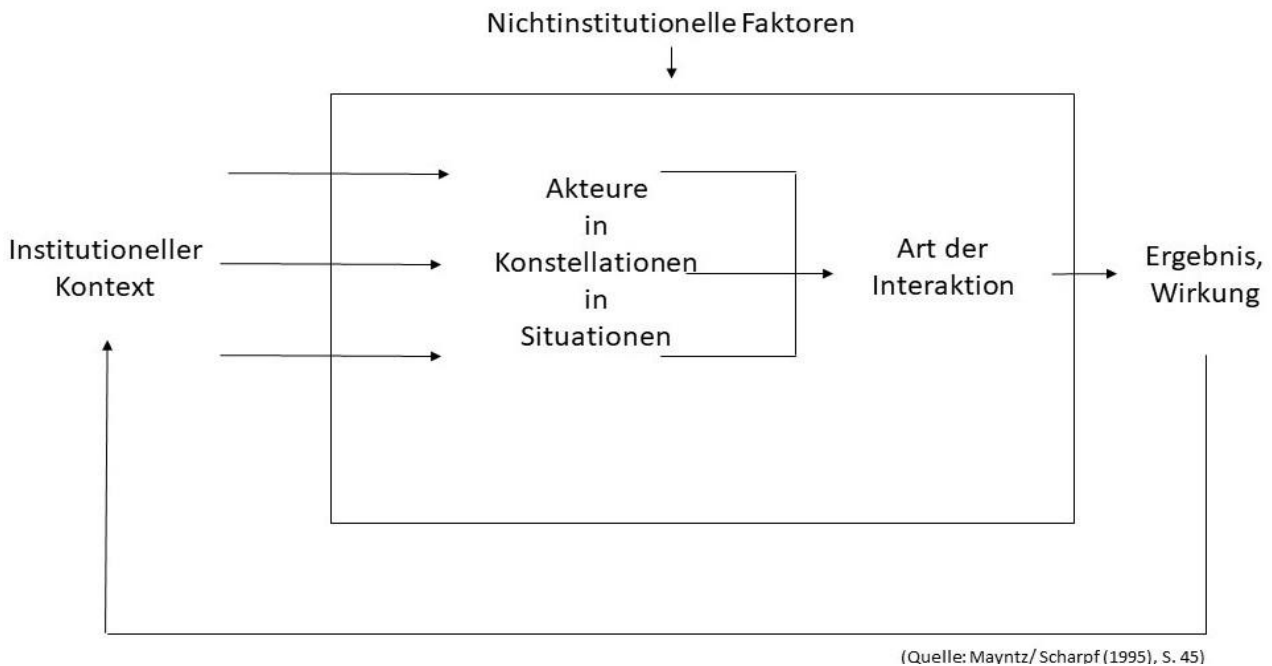 Nichtinstitutionelle Faktoren
Institutioneller
Kontext
Akteure
in
Konstellationen
in
Situationen
Art der
Interaktion
Ergebnis,
Wirkung
(Quelle: Mayntz/ Scharpf (1995), S. 45)